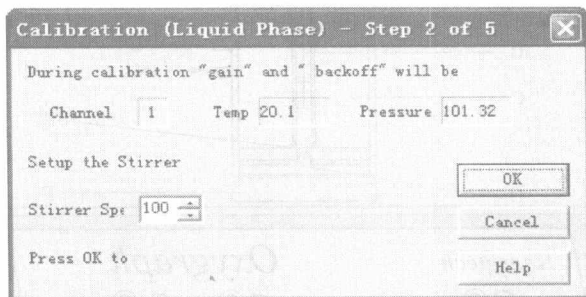 Calibration (Liquid Phase) - Step 2 of 5
During calibration "gain" and " backoff" will be
Channel 1 Temp 20.1 Pressure 101.32
Setup the Stirrer
OK
Stirrer Spe 100
Cancel
Press OK to
Help